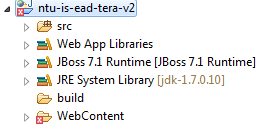 ntu-is-ead-tera-v2
src
Web App Libraries
JBoss 7.1 Runtime [JBoss 7.1 Runtime]
JRE System Library [jdk-1.7.0.10]
build
WebContent